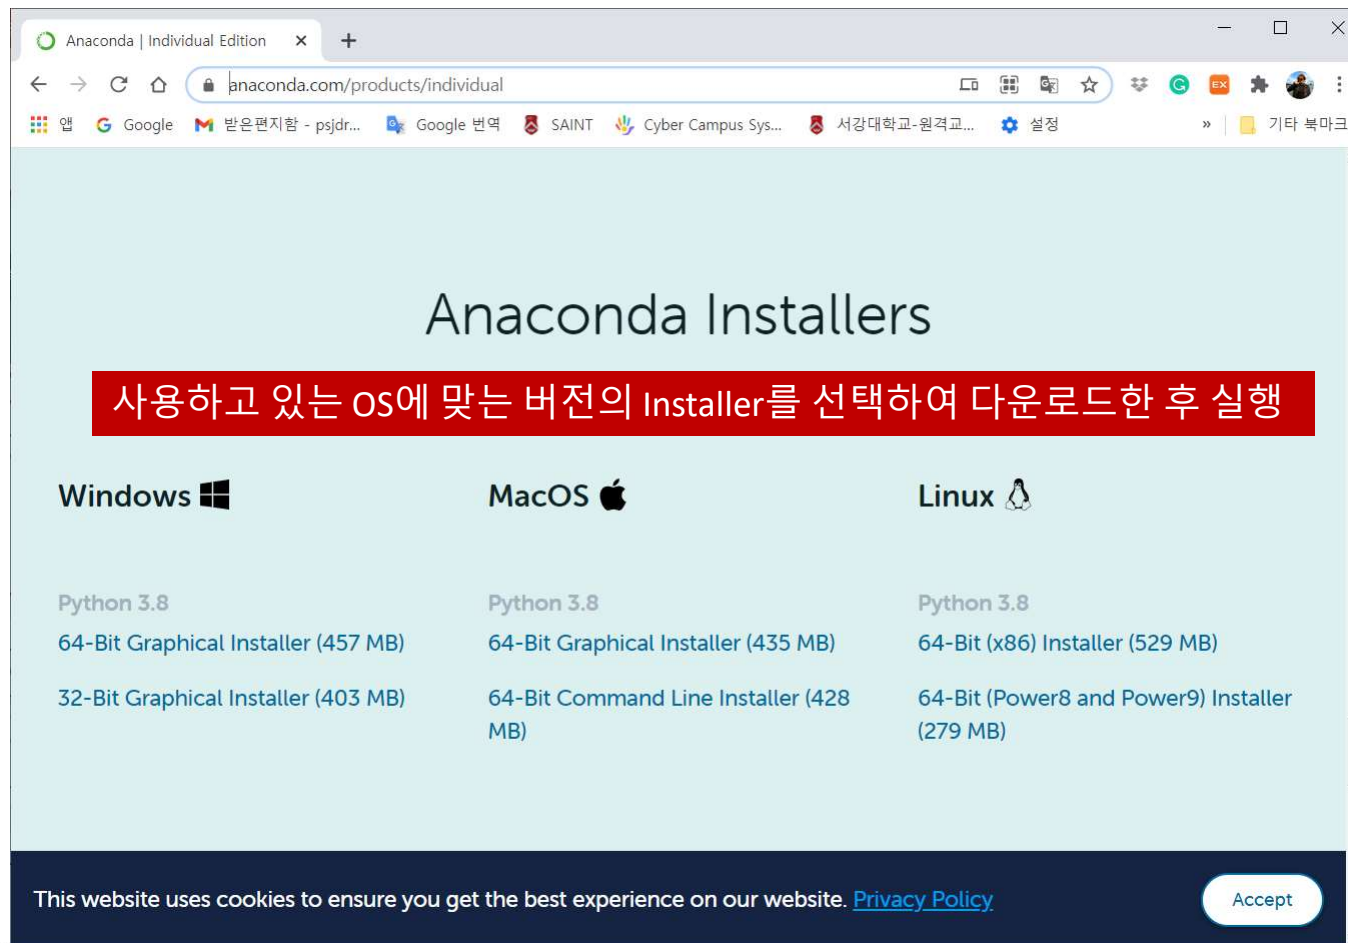 Anaconda | Individual Edition
anaconda.com/products/individual
앱 Google 받은편지함 - psjdr... Google 번역 SAINT Cyber Campus Sys... 서강대학교-원격교... 설정 » 기타 북마크
Anaconda Installers
사용하고 있는 OS에 맞는 버전의 Installer를 선택하여 다운로드한 후 실행
Windows MacOS Linux
Python 3.8 Python 3.8 Python 3.8
64-Bit Graphical Installer (457 MB) 64-Bit Graphical Installer (435 MB) 64-Bit (x86) Installer (529 MB)
32-Bit Graphical Installer (403 MB) 64-Bit Command Line Installer (428 64-Bit (Power8 and Power9) Installer
MB) (279 MB)
This website uses cookies to ensure you get the best experience on our website. Privacy Policy Accept